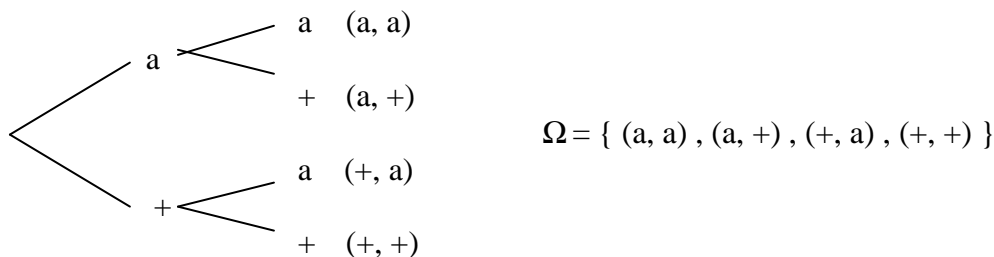 a (a, a)
a
+ (a, +)
Ω = { (a, a) , (a, +) , (+, a) , (+, +) }
a (+, a)
+
+ (+, +)